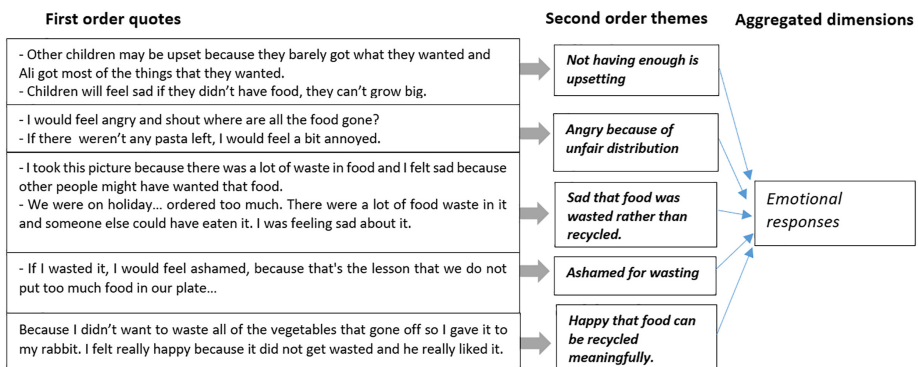 First order quotes
Second order themes
Aggregated dimensions
- Other children may be upset because they barely got what they wanted and
Ali got most of the things that they wanted.
- Children will feel sad if they didn't have food, they can't grow big.
Not having enough is
upsetting
- I would feel angry and shout where are all the food gone?
- If there weren't any pasta left, I would feel a bit annoyed.
Angry because of
unfair distribution
- I took this picture because there was a lot of waste in food and I felt sad because
other people might have wanted that food.
- We were on holiday... ordered too much. There were a lot of food waste in it
and someone else could have eaten it. I was feeling sad about it.
Sad that food was
wasted rather than
recycled.
Emotional
responses
- If I wasted it, I would feel ashamed, because that's the lesson that we do not
put too much food in our plate...
Ashamed for wasting
Because I didn't want to waste all of the vegetables that gone off so I gave it to
my rabbit. I felt really happy because it did not get wasted and he really liked it.
Happy that food can
be recycled
meaningfully.